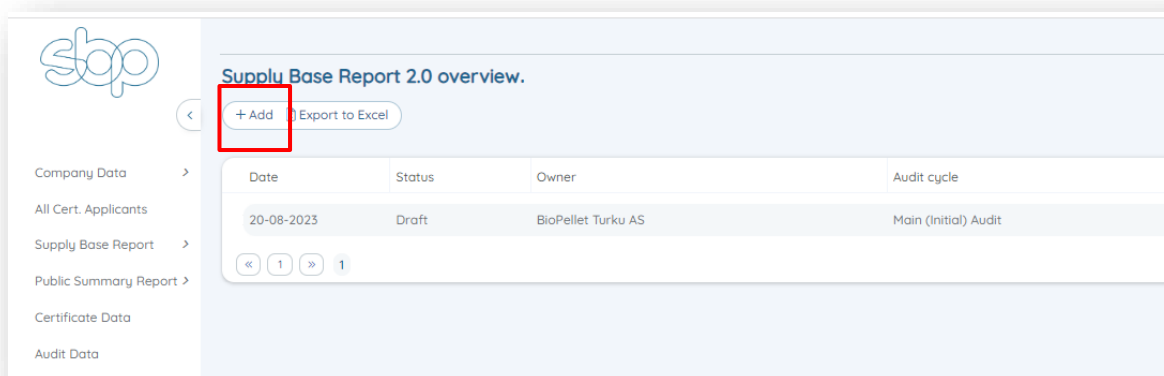 sbp
Supply Base Report 2.0 overview.
+ Add Export to Excel
Company Data >
All Cert. Applicants
Supply Base Report >
Public Summary Report >
Certificate Data
Audit Data
Date Status Owner Audit cycle
20-08-2023 Draft BioPellet Turku AS Main (Initial) Audit
« 1 » 1